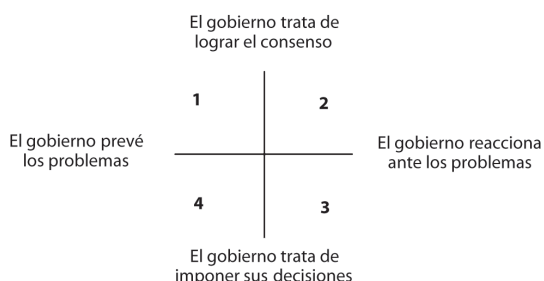 El gobierno trata de
lograr el consenso
1
2
El gobierno prevé
los problemas
El gobierno reacciona
ante los problemas
4
3
El gobierno trata de
imponer sus decisiones